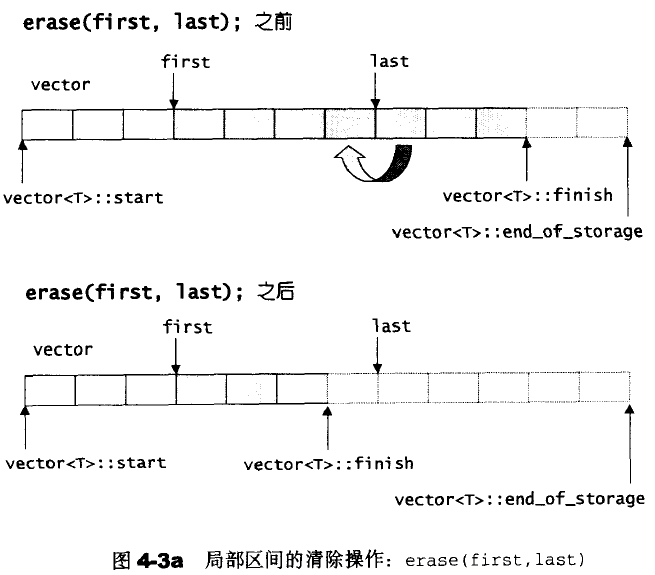 erase(first, last); 之前
first last
vector
vector<T>::start vector<T>::finish
vector<T>::end_of_storage
erase(first, last); 之后
first last
vector
vector<T>::start vector<T>::finish
vector<T>::end_of_storage
图 4-3a 局部区间的清除操作：erase(first,last)